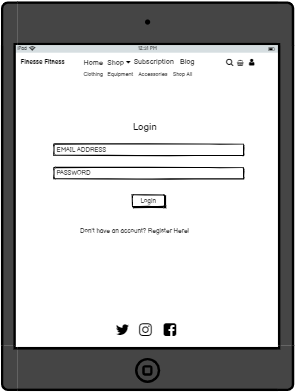 iPad 12:51 PM
Finesse Fitness Home Shop Subscription Blog
Clothing Equipment Accessories Shop All
Login
EMAIL ADDRESS
PASSWORD
Login
Don't have an account? Register Here!